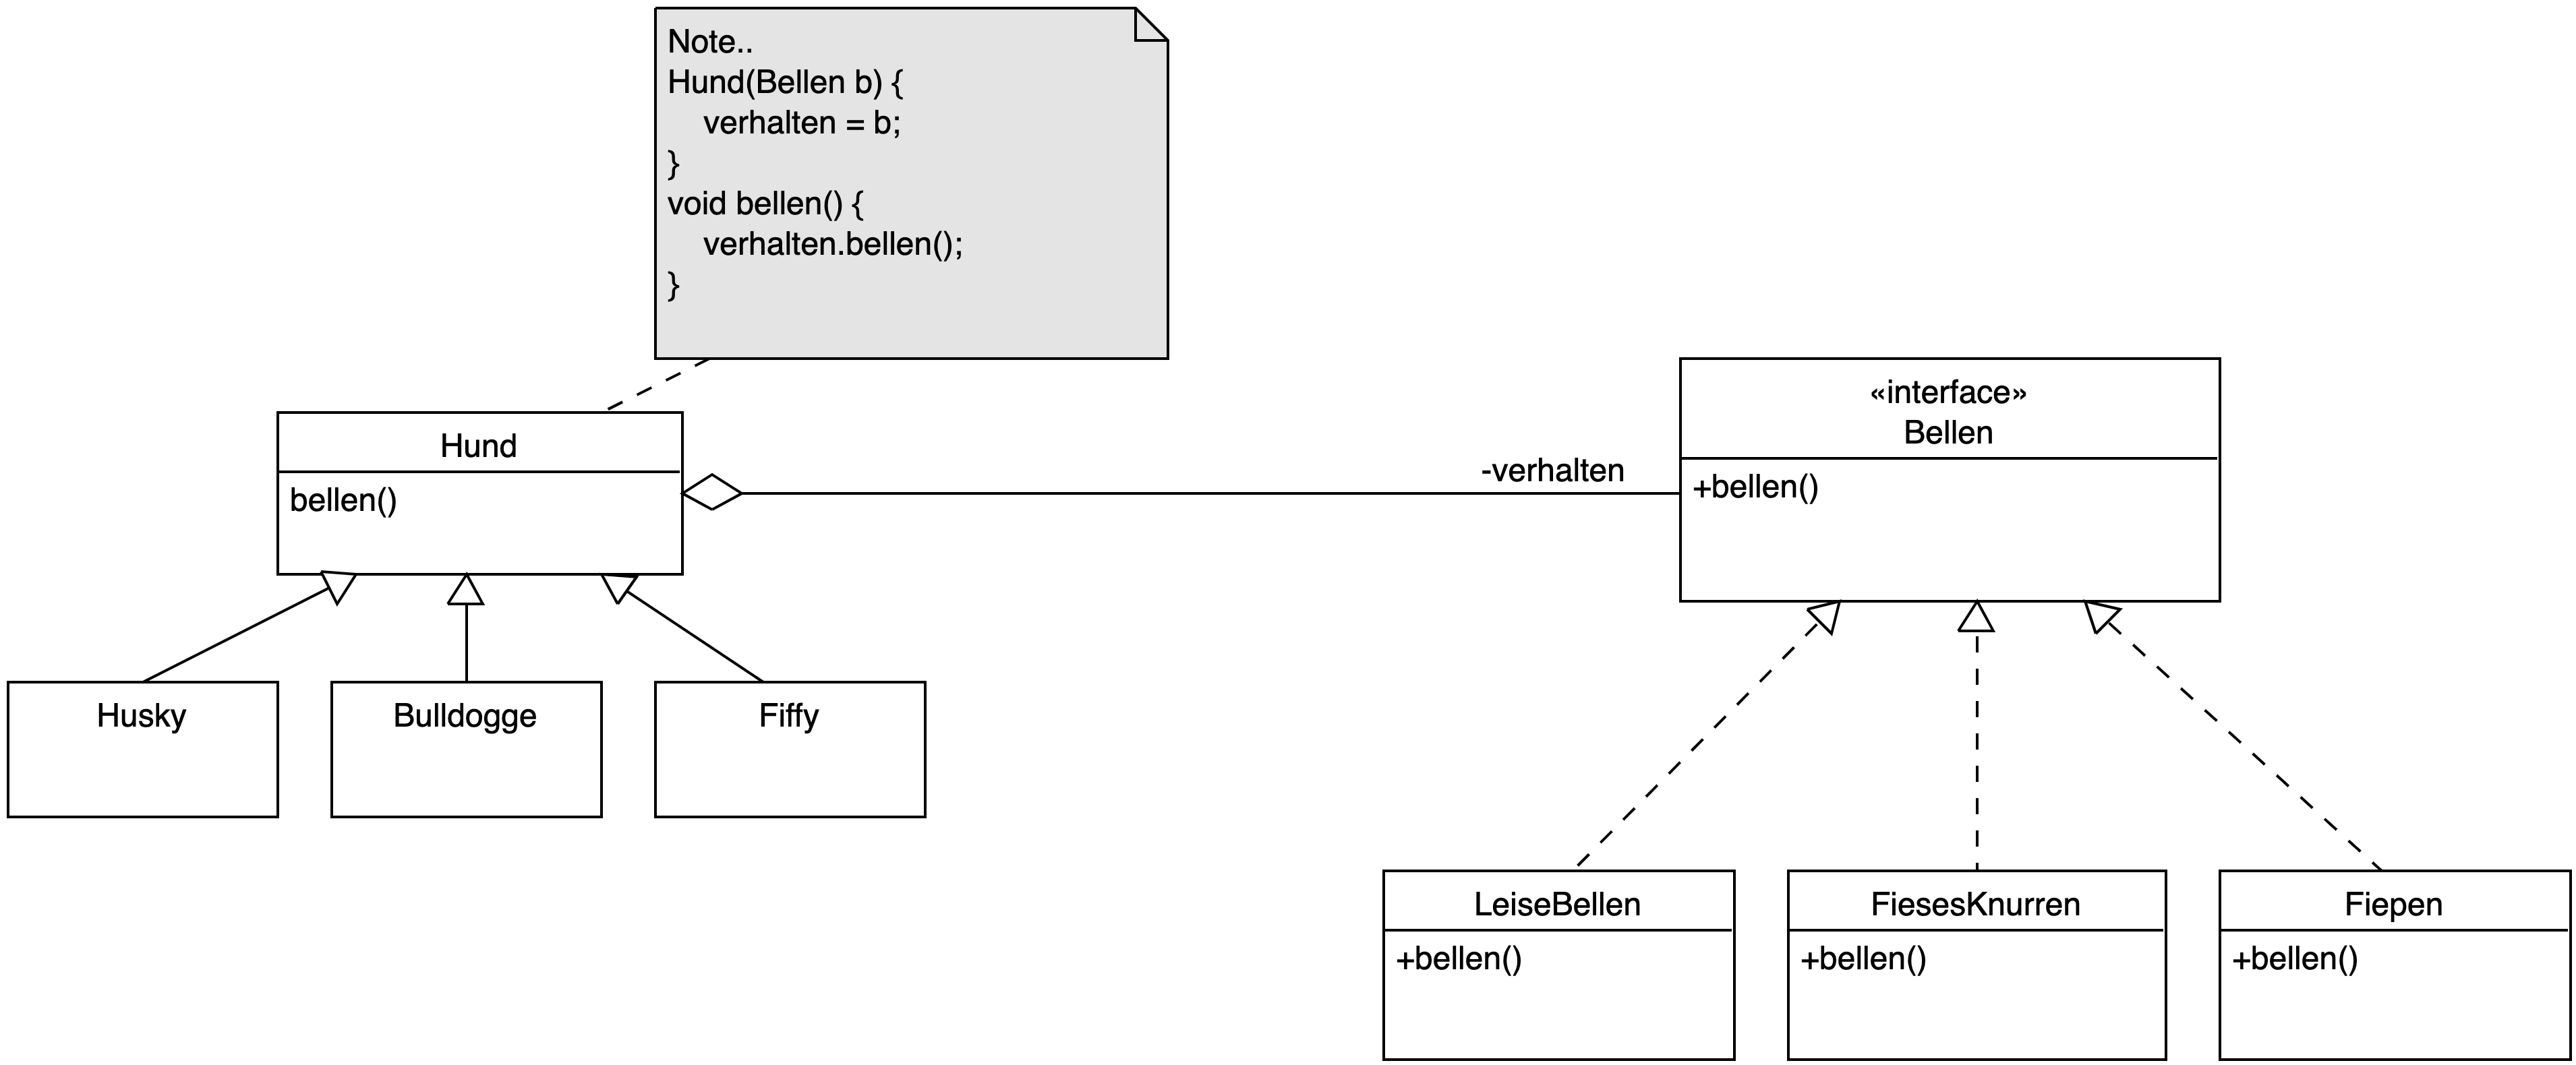 Note..
Hund(Bellen b) {
verhalten = b;
}
void bellen() {
verhalten.bellen();
}
Hund
bellen()
-verhalten
«interface»
Bellen
+bellen()
Husky
Bulldogge
Fiffy
LeiseBellen
+bellen()
FiesesKnurren
+bellen()
Fiepen
+bellen()